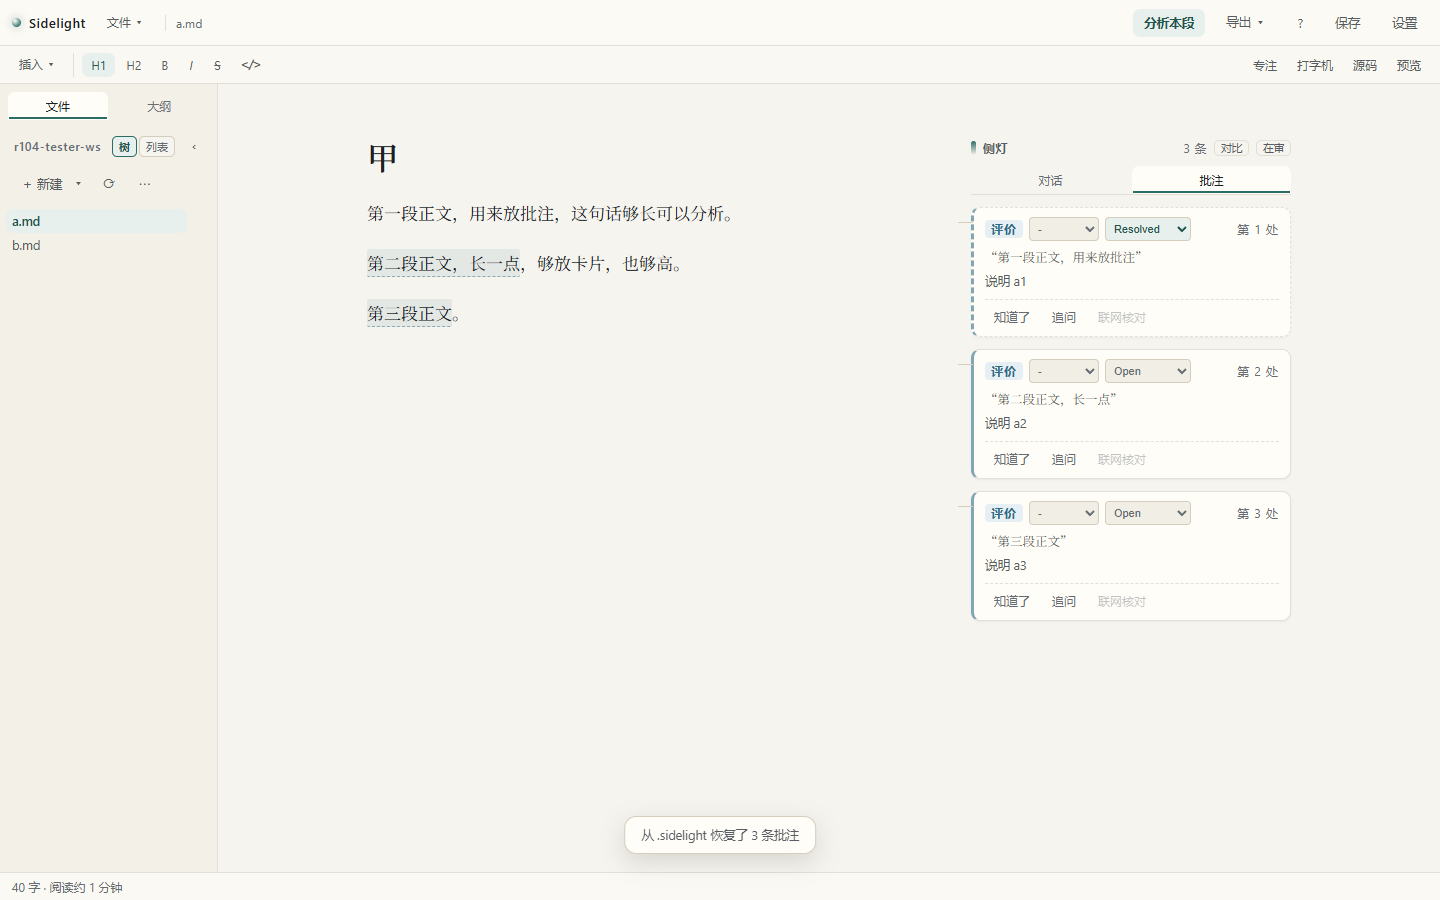 Sidelight 文件 a.md 分析本段 导出 ? 保存 设置
插入 H1 H2 B I S </> 专注 打字机 源码 预览
文件 大纲
r104-tester-ws 树 列表 ‹
+ 新建 ⟳ ···
a.md
b.md
甲
第一段正文，用来放批注，这句话够长可以分析。
第二段正文，长一点，够放卡片，也够高。
第三段正文。
侧灯 3 条 对比 在审
对话 批注
评价 - Resolved 第 1 处
“第一段正文，用来放批注”
说明 a1
知道了 追问 联网核对
评价 - Open 第 2 处
“第二段正文，长一点”
说明 a2
知道了 追问 联网核对
评价 - Open 第 3 处
“第三段正文”
说明 a3
知道了 追问 联网核对
从 .sidelight 恢复了 3 条批注
40 字 · 阅读约 1 分钟